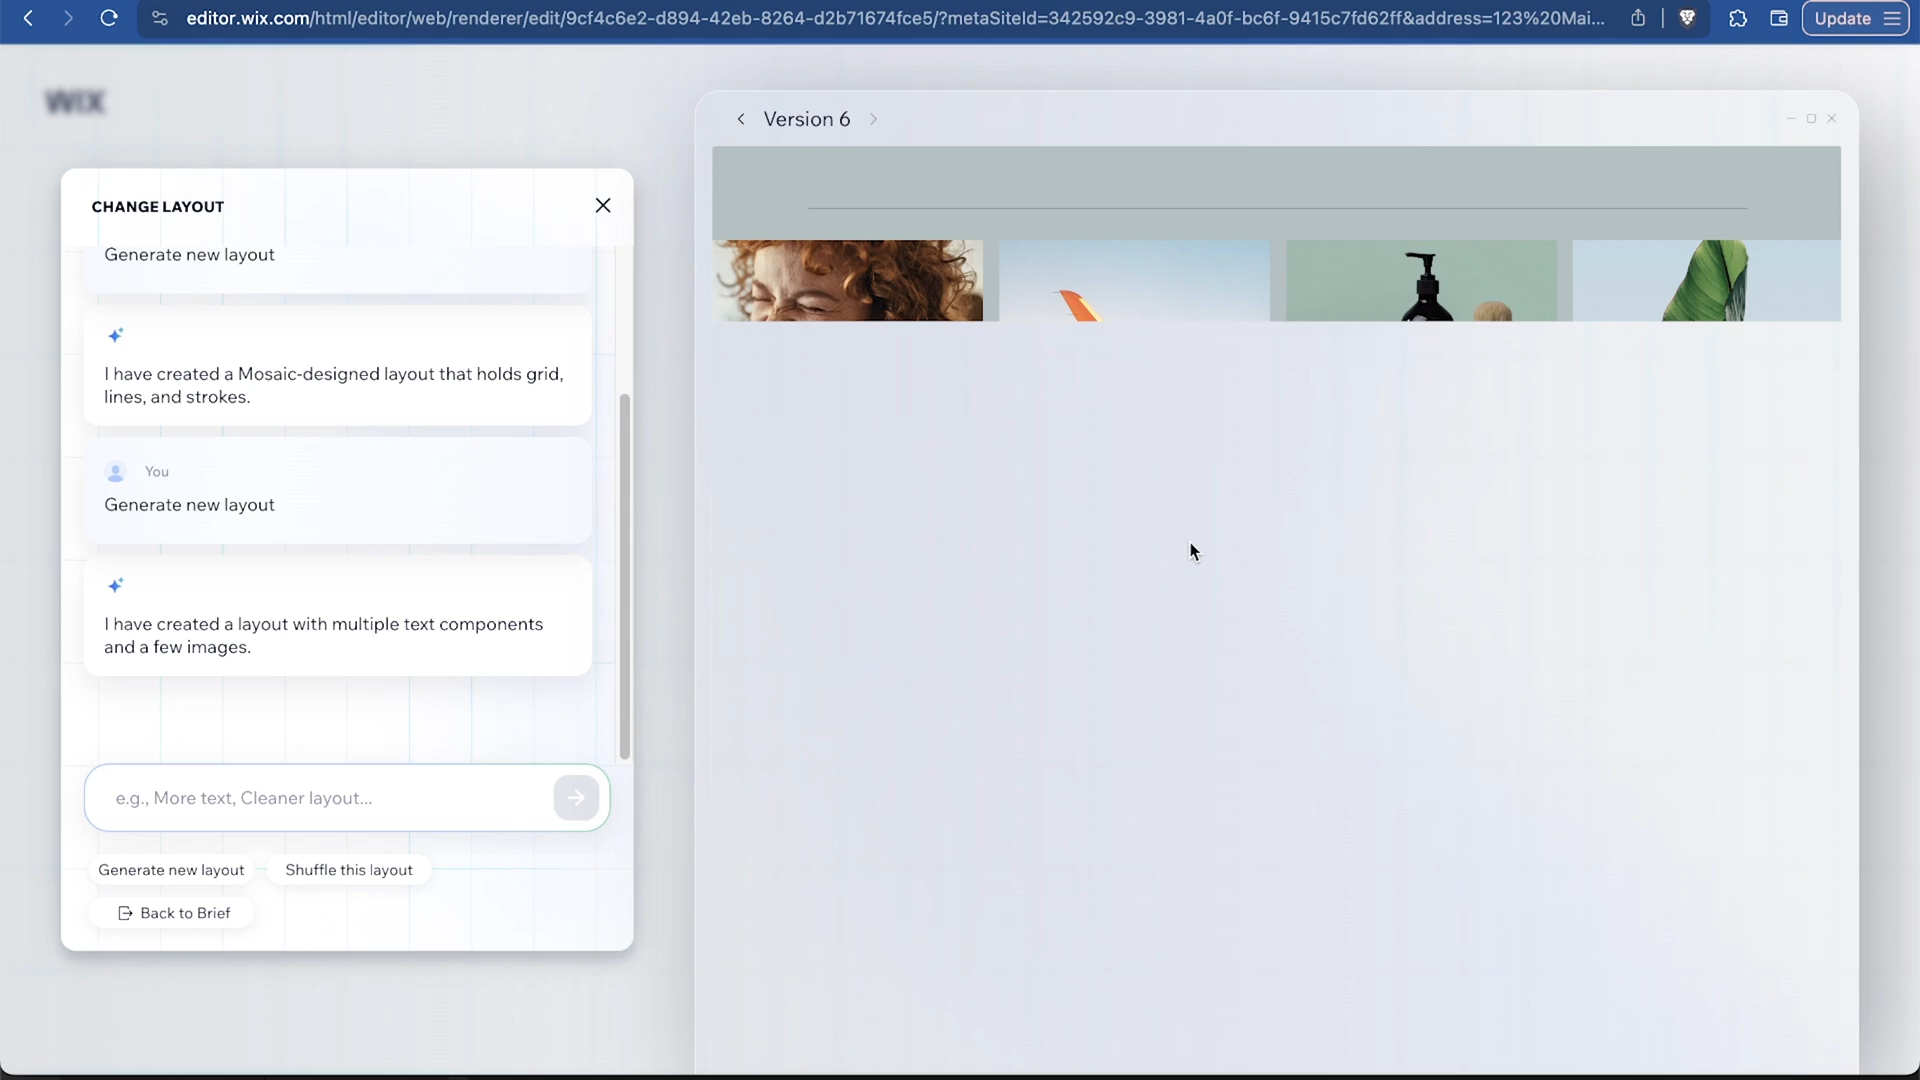 editor.wix.com/html/editor/web/renderer/edit/9cf4c6e2-d894-42eb-8264-d2b71674fce5/?metaSiteId=342592c9-3981-4a0f-bc6f-9415c7fd62ff&address=123%20Mai...
Update
WIX
Version 6
CHANGE LAYOUT
Generate new layout
I have created a Mosaic-designed layout that holds grid,
lines, and strokes.
You
Generate new layout
I have created a layout with multiple text components
and a few images.
e.g., More text, Cleaner layout...
Generate new layout
Shuffle this layout
Back to Brief